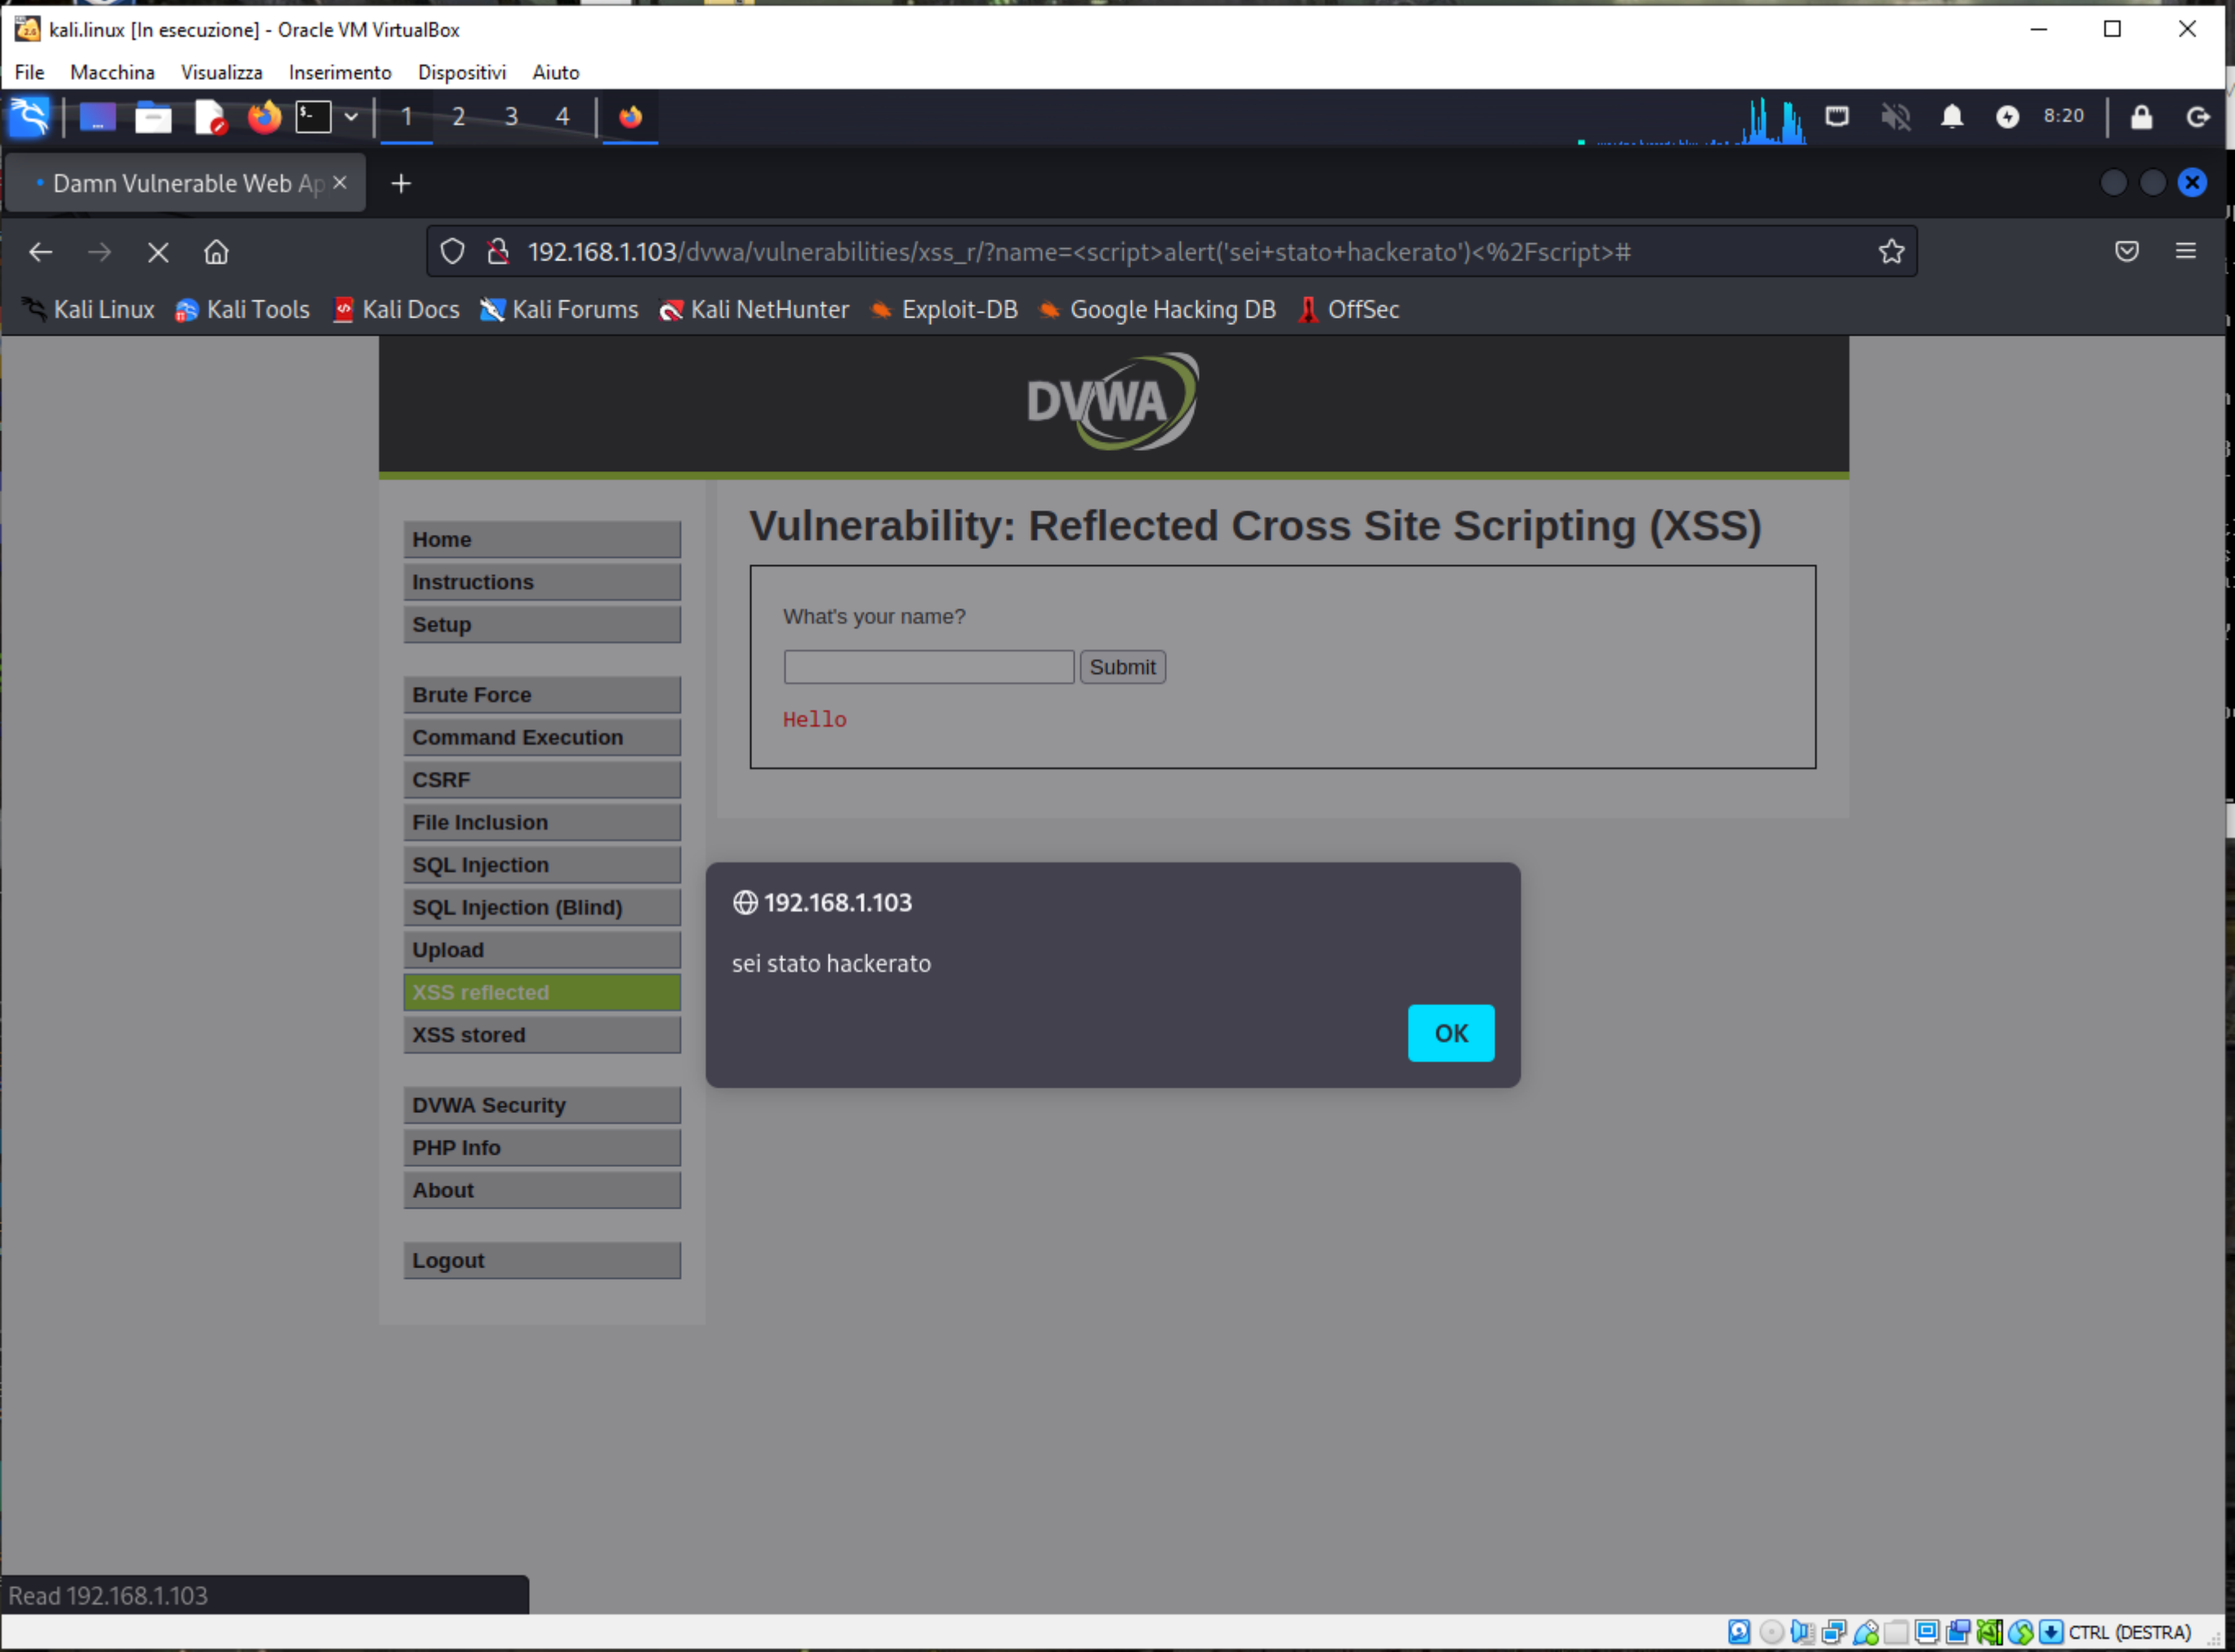 kali.linux [In esecuzione] - Oracle VM VirtualBox
File Macchina Visualizza Inserimento Dispositivi Aiuto
1 2 3 4 8:20
Damn Vulnerable Web Ap
192.168.1.103/dvwa/vulnerabilities/xss_r/?name=<script>alert('sei+stato+hackerato')<%2Fscript>#
Kali Linux Kali Tools Kali Docs Kali Forums Kali NetHunter Exploit-DB Google Hacking DB OffSec
DVWA
Home
Instructions
Setup
Brute Force
Command Execution
CSRF
File Inclusion
SQL Injection
SQL Injection (Blind)
Upload
XSS reflected
XSS stored
DVWA Security
PHP Info
About
Logout
Vulnerability: Reflected Cross Site Scripting (XSS)
What's your name?
Submit
Hello
192.168.1.103
sei stato hackerato
OK
Read 192.168.1.103
CTRL (DESTRA)